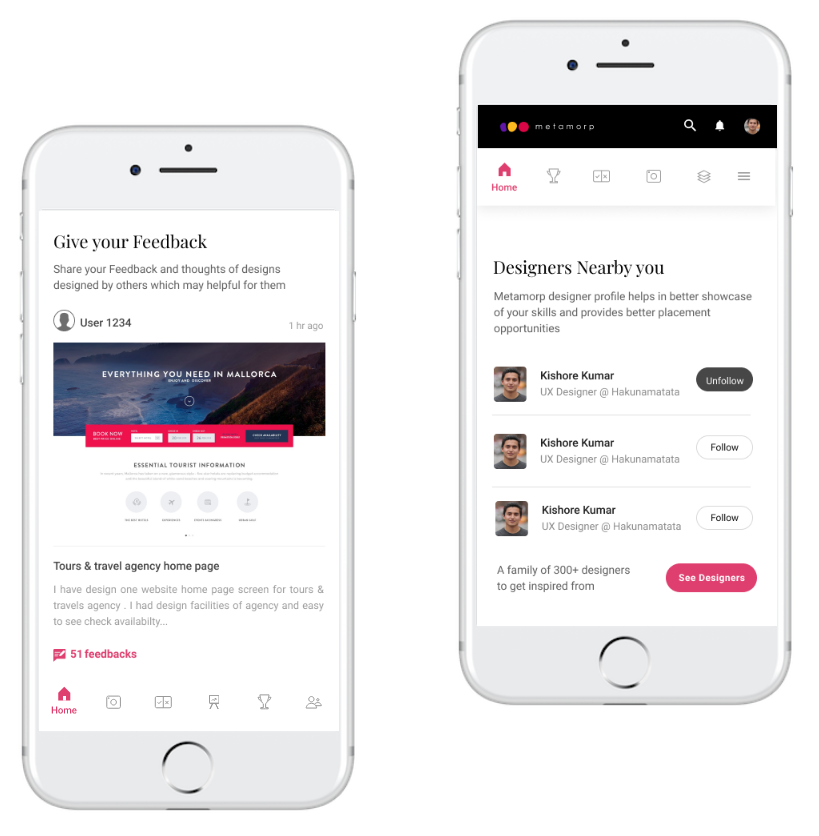 Give your Feedback
Share your Feedback and thoughts of designs
designed by others which may helpful for them
User 1234
1 hr ago
EVERYTHING YOU NEED IN MALLORCA
ENJOY AND DISCOVER
BOOK NOW
CHECK AVAILABILITY
ESSENTIAL TOURIST INFORMATION
Tours & travel agency home page
I have design one website home page screen for tours &
travels agency . I had design facilities of agency and easy
to see check availabilty...
51 feedbacks
Home
metamorp
Home
Designers Nearby you
Metamorp designer profile helps in better showcase
of your skills and provides better placement
opportunities
Kishore Kumar
UX Designer @ Hakunamatata
Unfollow
Kishore Kumar
UX Designer @ Hakunamatata
Follow
Kishore Kumar
UX Designer @ Hakunamatata
Follow
A family of 300+ designers
to get inspired from
See Designers